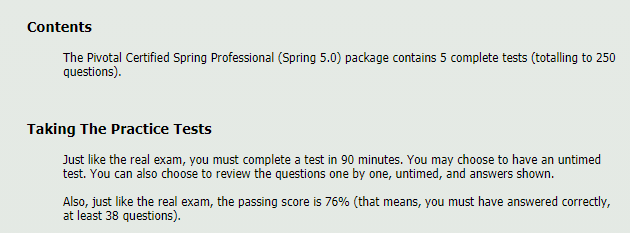 Contents
The Pivotal Certified Spring Professional (Spring 5.0) package contains 5 complete tests (totalling to 250
questions).
Taking The Practice Tests
Just like the real exam, you must complete a test in 90 minutes. You may choose to have an untimed
test. You can also choose to review the questions one by one, untimed, and answers shown.
Also, just like the real exam, the passing score is 76% (that means, you must have answered correctly,
at least 38 questions).